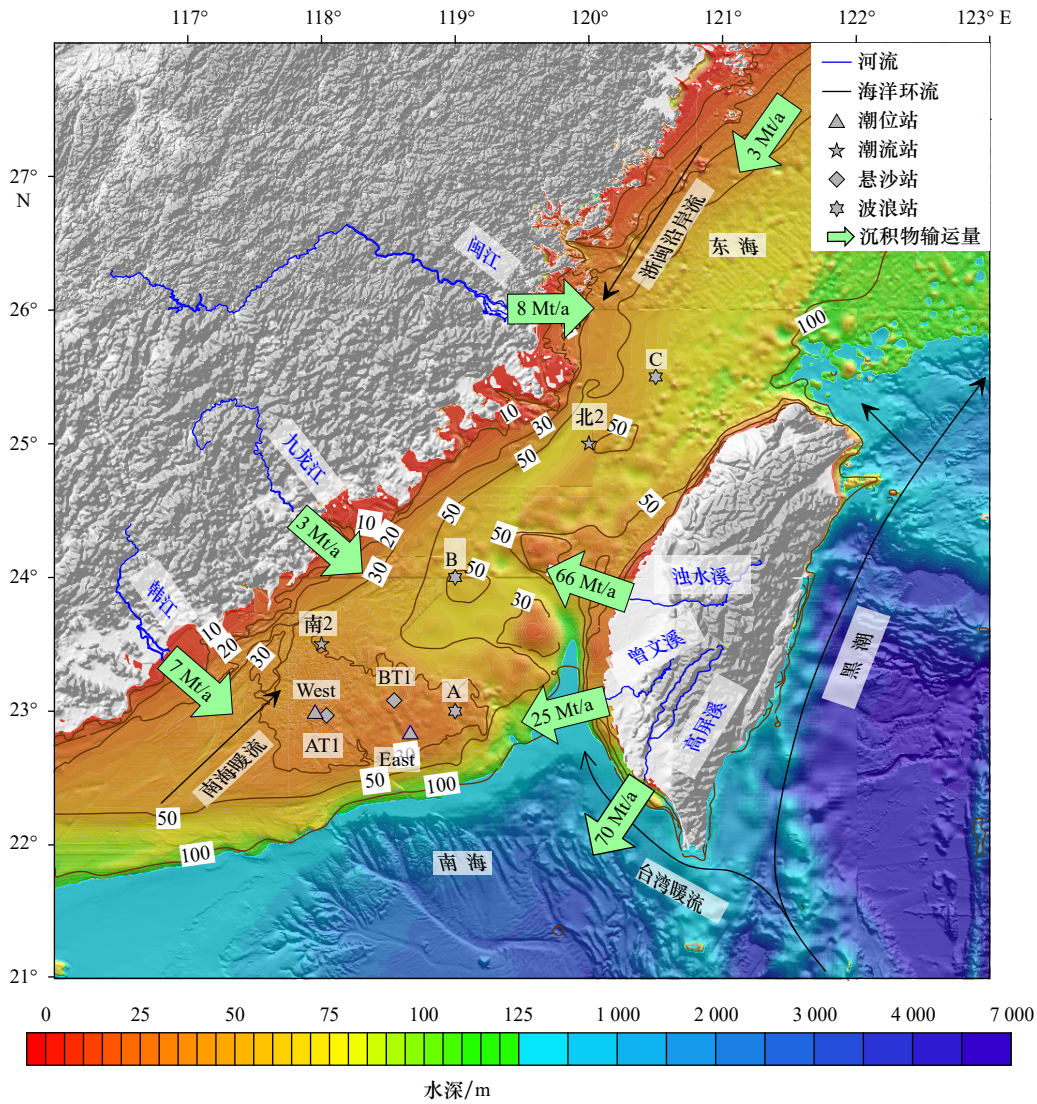 117°
118°
119°
120°
121°
122°
123° E
河流
海洋环流
潮位站
潮流站
悬沙站
波浪站
沉积物输运量
3 Mt/a
27°
N
浙闽沿岸流
东 海
闽江
8 Mt/a
26°
100
C
10
30
50
北2
50
25°
九龙江
3 Mt/a
10
20
30
50
50
50
B
50
24°
66 Mt/a
浊水溪
30
韩江
10
20
30
南2
曾文溪
7 Mt/a
West
BT1
A
23°
25 Mt/a
高屏溪
黑 潮
AT1
East
30
南海暖流
50
100
50
70 Mt/a
22°
100
南 海
台湾暖流
21°
0
25
50
75
100
125
1 000
2 000
3 000
4 000
7 000
水深/m